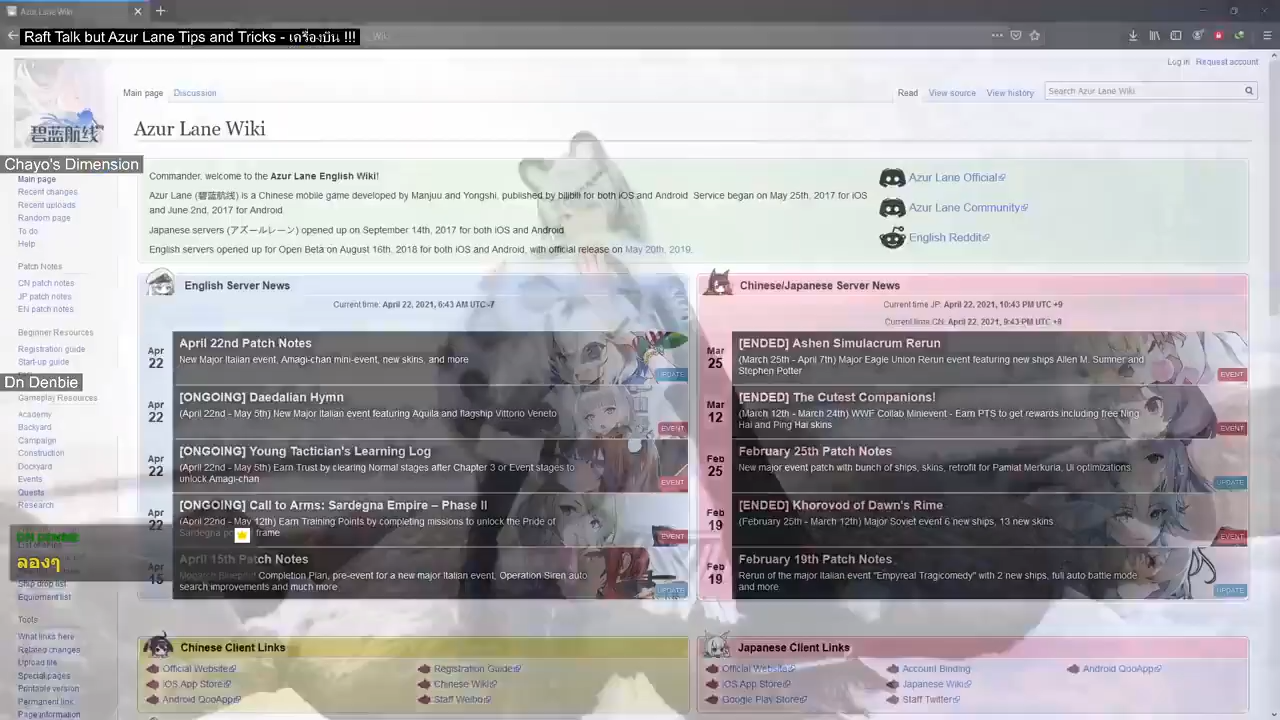 Azur Lane Wiki
Raft Talk but Azur Lane Tips and Tricks - เครื่องบิน !!!
Wiki
Log in Request account
碧蓝航线
Main page Discussion
Read View source View history
Search Azur Lane Wiki
Azur Lane Wiki
Chayo's Dimension
Main page
Recent changes
Recent uploads
Random page
To do
Help
Patch Notes
CN patch notes
JP patch notes
EN patch notes
Beginner Resources
Registration guide
Start-up guide
Dn Denbie
Gameplay Resources
Academy
Backyard
Campaign
Construction
Dockyard
Events
Quests
Research
ลองๆ
Ship drop list
Equipment list
Tools
What links here
Related changes
Upload file
Special pages
Printable version
Permanent link
Page information
Commander, welcome to the Azur Lane English Wiki!
Azur Lane (碧蓝航线) is a Chinese mobile game developed by Manjuu and Yongshi, published by bilibili for both iOS and Android. Service began on May 25th, 2017 for iOS
and June 2nd, 2017 for Android.
Japanese servers (アズールレーン) opened up on September 14th, 2017 for both iOS and Android.
English servers opened up for Open Beta on August 16th, 2018 for both iOS and Android, with official release on May 20th, 2019.
Azur Lane Official
Azur Lane Community
English Reddit
English Server News
Current time: April 22, 2021, 6:43 AM UTC-7
Apr 22
April 22nd Patch Notes
New Major Italian event, Amagi-chan mini-event, new skins, and more
UPDATE
Apr 22
[ONGOING] Daedalian Hymn
(April 22nd - May 5th) New Major Italian event featuring Aquila and flagship Vittorio Veneto
EVENT
Apr 22
[ONGOING] Young Tactician's Learning Log
(April 22nd - May 5th) Earn Trust by clearing Normal stages after Chapter 3 or Event stages to
unlock Amagi-chan
EVENT
Apr 22
[ONGOING] Call to Arms: Sardegna Empire – Phase II
(April 22nd - May 12th) Earn Training Points by completing missions to unlock the Pride of
Sardegna frame
EVENT
Apr 15
April 15th Patch Notes
Completion Plan, pre-event for a new major Italian event, Operation Siren auto
search improvements and much more
UPDATE
Chinese/Japanese Server News
Current time JP: April 22, 2021, 10:43 PM UTC +9
Current time CN: April 22, 2021, 9:43 PM UTC +8
Mar 25
[ENDED] Ashen Simulacrum Rerun
(March 25th - April 7th) Major Eagle Union Rerun event featuring new ships Allen M. Sumner and
Stephen Potter
EVENT
Mar 12
[ENDED] The Cutest Companions!
(March 12th - March 24th) WWF Collab Minievent - Earn PTS to get rewards including free Ning
Hai and Ping Hai skins
EVENT
Feb 25
February 25th Patch Notes
New major event patch with bunch of ships, skins, retrofit for Pamiat Merkuria, UI optimizations.
UPDATE
Feb 19
[ENDED] Khorovod of Dawn's Rime
(February 25th - March 12th) Major Soviet event 6 new ships, 13 new skins.
EVENT
Feb 19
February 19th Patch Notes
Rerun of the major Italian event "Empyreal Tragicomedy" with 2 new ships, full auto battle mode
and more
UPDATE
Chinese Client Links
Official Website Registration Guide
iOS App Store Chinese Wiki
Android QooApp Staff Weibo
Japanese Client Links
Official Website Account Binding Android QooApp
iOS App Store Japanese Wiki
Google Play Store Staff Twitter